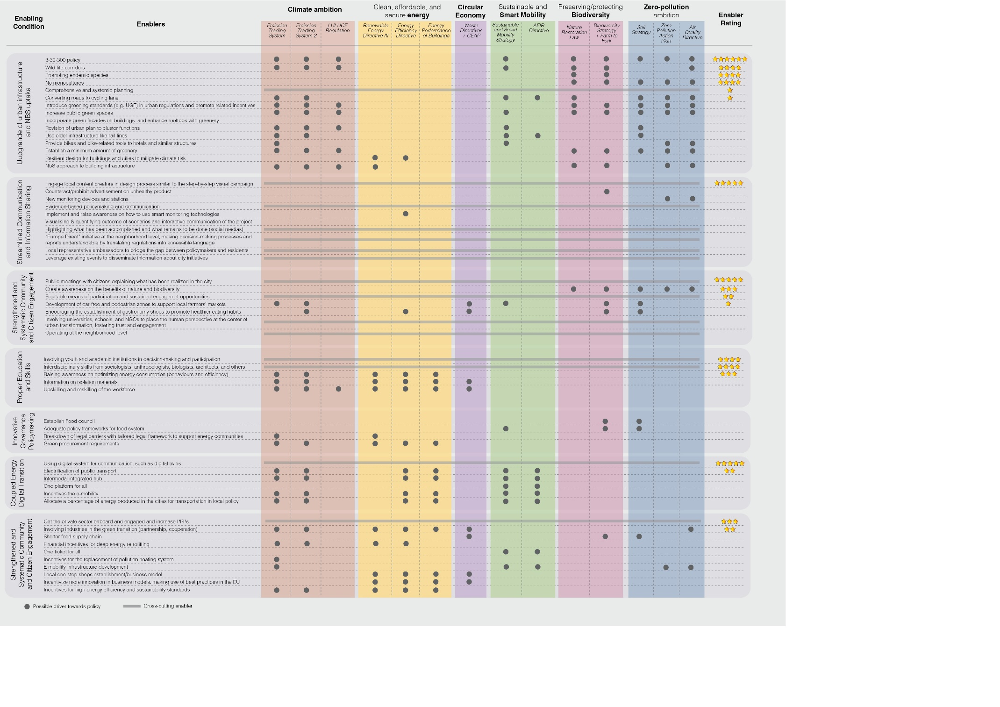 Enabling
Condition
Enablers
Climate ambition
Clean, affordable, and
secure energy
Circular
Economy
Sustainable and
Smart Mobility
Preserving/protecting
Biodiversity
Zero-pollution
ambition
Enabler
Rating
Emission
Trading
System
Emission
Trading
System 2
LULUCF
Regulation
Renewable
Energy
Directive III
Energy
Efficiency
Directive
Energy
Performance
of Buildings
Waste
Directives
+ CEAP
Sustainable
and Smart
Mobility
Strategy
AFIR
Directive
Nature
Restoration
Law
Biodiversity
Strategy
+ Farm to
Fork
Soil
Strategy
Zero
Pollution
Action
Plan
Air
Quality
Directive
Uupgrande of urban infrastructure
and NBS uptake
3-30-300 policy
Wild-life corridors
Promoting endemic species
No monocultures
Comprehensive and systemic planning
Converting roads to cycling lane
Introduce greening standards (e.g. UGF) in urban regulations and promote related incentives
Increase public green spaces
Incorporate green facades on buildings and enhance rooftops with greenery
Revision of urban plan to cluster functions
Use older infrastructure like rail lines
Provide bikes and bike-related tools to hotels and similar structures
Establish a minimum amount of greenery
Resilient design for buildings and cities to mitigate climate risk
NbS approach to building infrastructure
Streamlined Communication
and Information Sharing
Engage local content creators in design process similar to the step-by-step visual campaign
Counteract/prohibit advertisement on unhealthy product
New monitoring devices and stations
Evidence-based policymaking and communication
Implement and raise awareness on how to use smart monitoring technologies
Visualising & quantifying outcome of scenarios and interactive communication of the project
Highlighting what has been accomplished and what remains to be done (social medias)
"Europe Direct" initiative at the neighborhood level, making decision-making processes and
reports understandable by translating regulations into accessible language
Local representative ambassadors to bridge the gap between policymakers and residents
Leverage existing events to disseminate information about city initiatives
Strengthened and
Systematic Community
and Citizen Engagement
Public meetings with citizens explaining what has been realized in the city
Create awareness on the benefits of nature and biodiversity
Equitable means of participation and sustained engagemet opportunities
Development of car free and pedestrian zones to support local farmers' markets
Encouraging the establishment of gastronomy shops to promote healthier eating habits
Involving universities, schools, and NGOs to place the human perspective at the center of
urban transformation, fostering trust and engagement
Operating at the neighborhood level
Proper Education
and Skills
Involving youth and academic institutions in decision-making and participation
Interdisciplinary skills from sociologists, anthropologists, biologists, architects, and others
Raising awareness on optimizing energy consumption (behaviours and efficiency)
Information on isolation materials
Upskilling and reskilling of the workforce
Innovative
Governance
Policymaking
Establish Food council
Adequate policy frameworks for food system
Breakdown of legal barriers with tailored legal framework to support energy communities
Green procurement requirements
Coupled Energy
Digital Transition
Using digital system for communication, such as digital twins
Electrification of public transport
Intermodal integrated hub
One platform for all
Incentives the e-mobility
Allocate a percentage of energy produced in the cities for transportation in local policy
Strengthened and
Systematic Community
and Citizen Engagement
Get the private sector onboard and engaged and increase PPPs
Involving industries in the green transition (partnership, cooperation)
Shorter food supply chain
Financial incentives for deep energy retrofitting
One ticket for all
Incentives for the replacement of pollution heating system
E mobility Infrastructure development
Local one-stop shops establishment/business model
Incentivize more innovation in business models, making use of best practices in the EU
Incentives for high energy efficiency and sustainability standards
Possible driver towards policy
Cross-cutting enabler